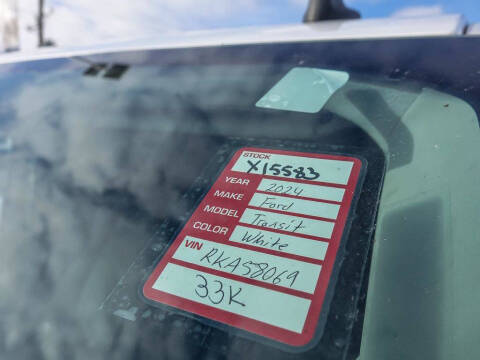 STOCK X15583
YEAR 2024
MAKE Ford
MODEL Transit
COLOR White
VIN RKA58069
33K